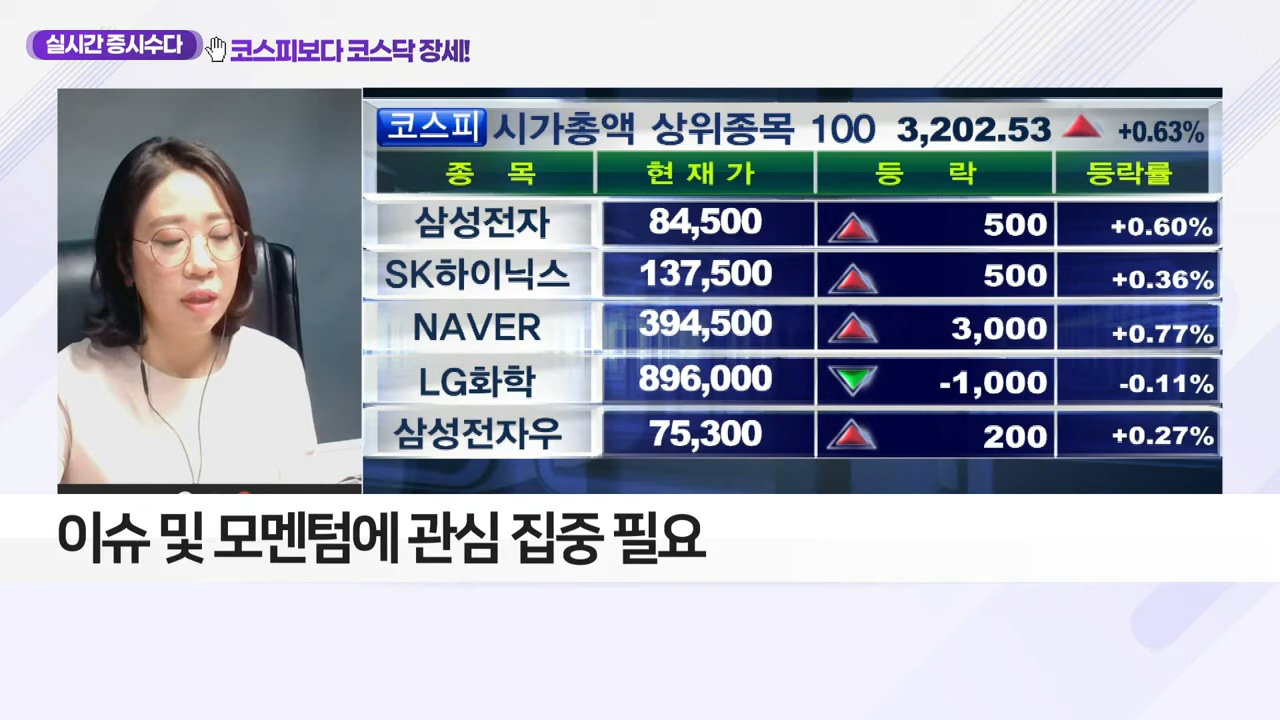 실시간 증시수다 코스피보다 코스닥 장세!
코스피 시가총액 상위종목 100 3,202.53 +0.63%
종 목 현 재 가 등 락 등락률
삼성전자 84,500 500 +0.60%
SK하이닉스 137,500 500 +0.36%
NAVER 394,500 3,000 +0.77%
LG화학 896,000 -1,000 -0.11%
삼성전자우 75,300 200 +0.27%
이슈 및 모멘텀에 관심 집중 필요